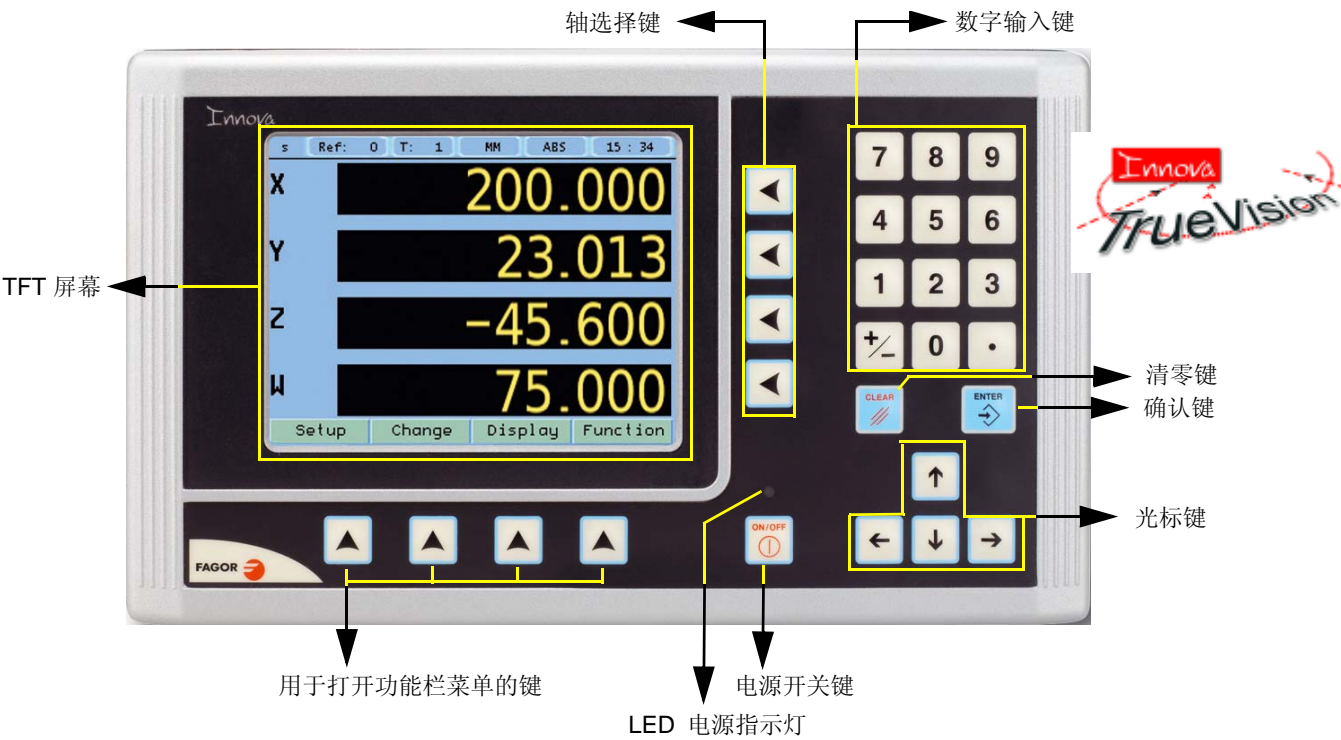 轴选择键
数字输入键
Innova
s Ref: 0 T: 1 MM ABS 15 : 34
X 200.000
Y 23.013
Z -45.600
W 75.000
Setup Change Display Function
TFT 屏幕
7 8 9
4 5 6
1 2 3
+/- 0 .
Innova
TrueVision
CLEAR
ENTER
清零键
确认键
光标键
ON/OFF
FAGOR
用于打开功能栏菜单的键
电源开关键
LED 电源指示灯